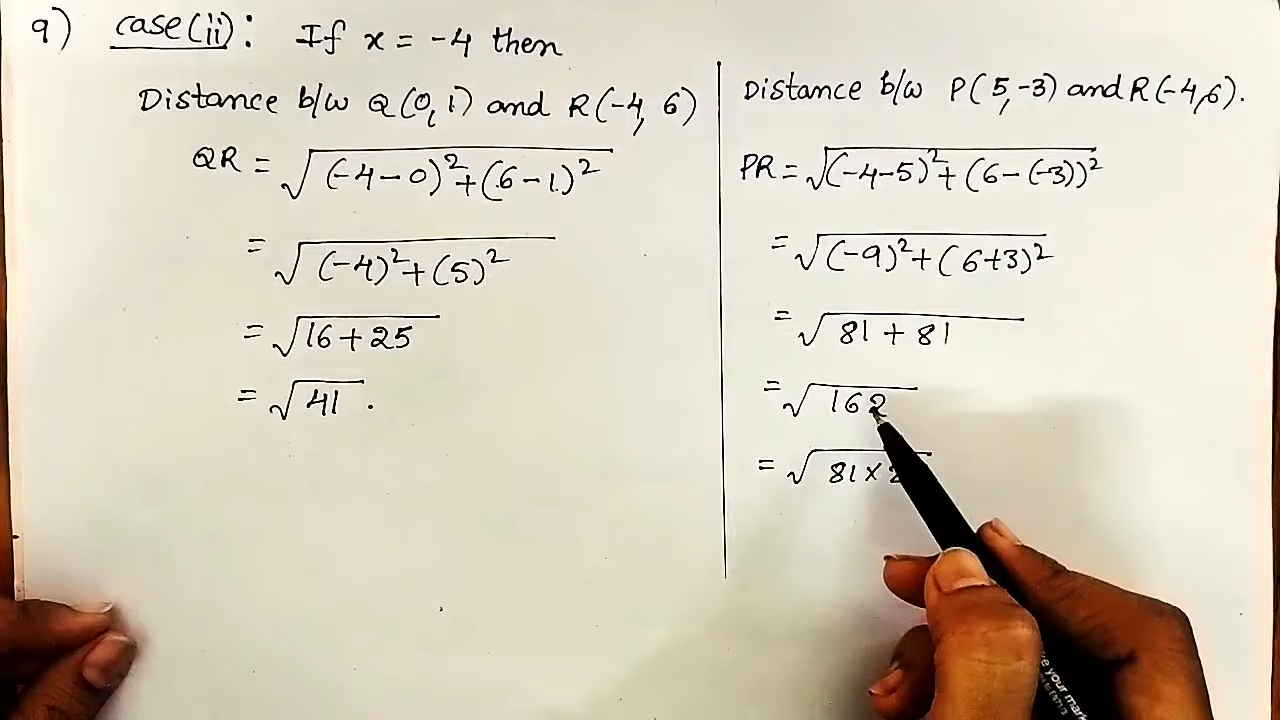 9) case(ii): If x = -4 then
Distance b/w Q(0,1) and R(-4, 6)
QR = √(-4-0)²+(6-1)²
= √(-4)²+(5)²
= √16+25
= √41.
Distance b/w P(5,-3) and R(-4,6).
PR = √(-4-5)²+(6-(-3))²
= √(-9)²+(6+3)²
= √81+81
= √162
= √81×2